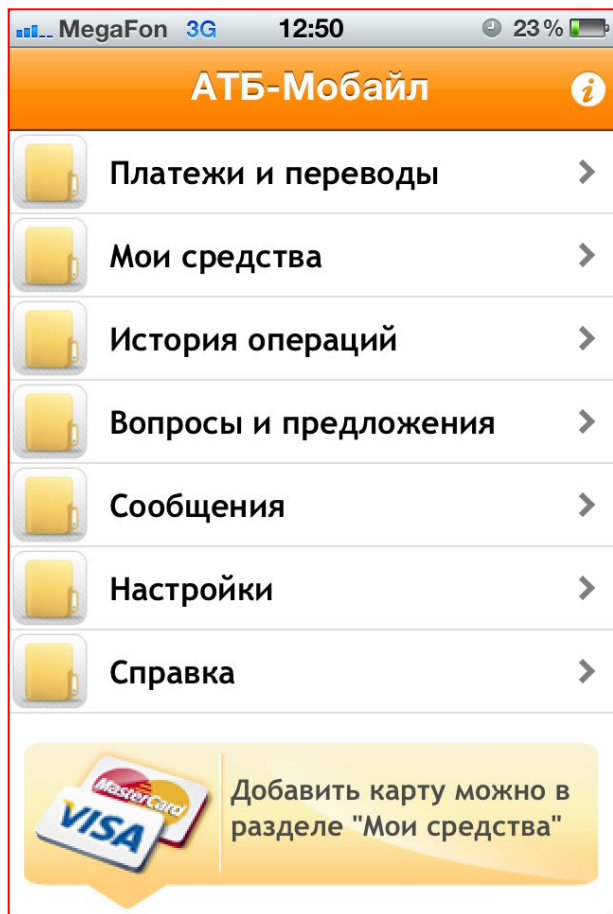 MegaFon 3G 12:50 23%
АТБ-Мобайл
Платежи и переводы
Мои средства
История операций
Вопросы и предложения
Сообщения
Настройки
Справка
MasterCard
VISA
Добавить карту можно в
разделе "Мои средства"